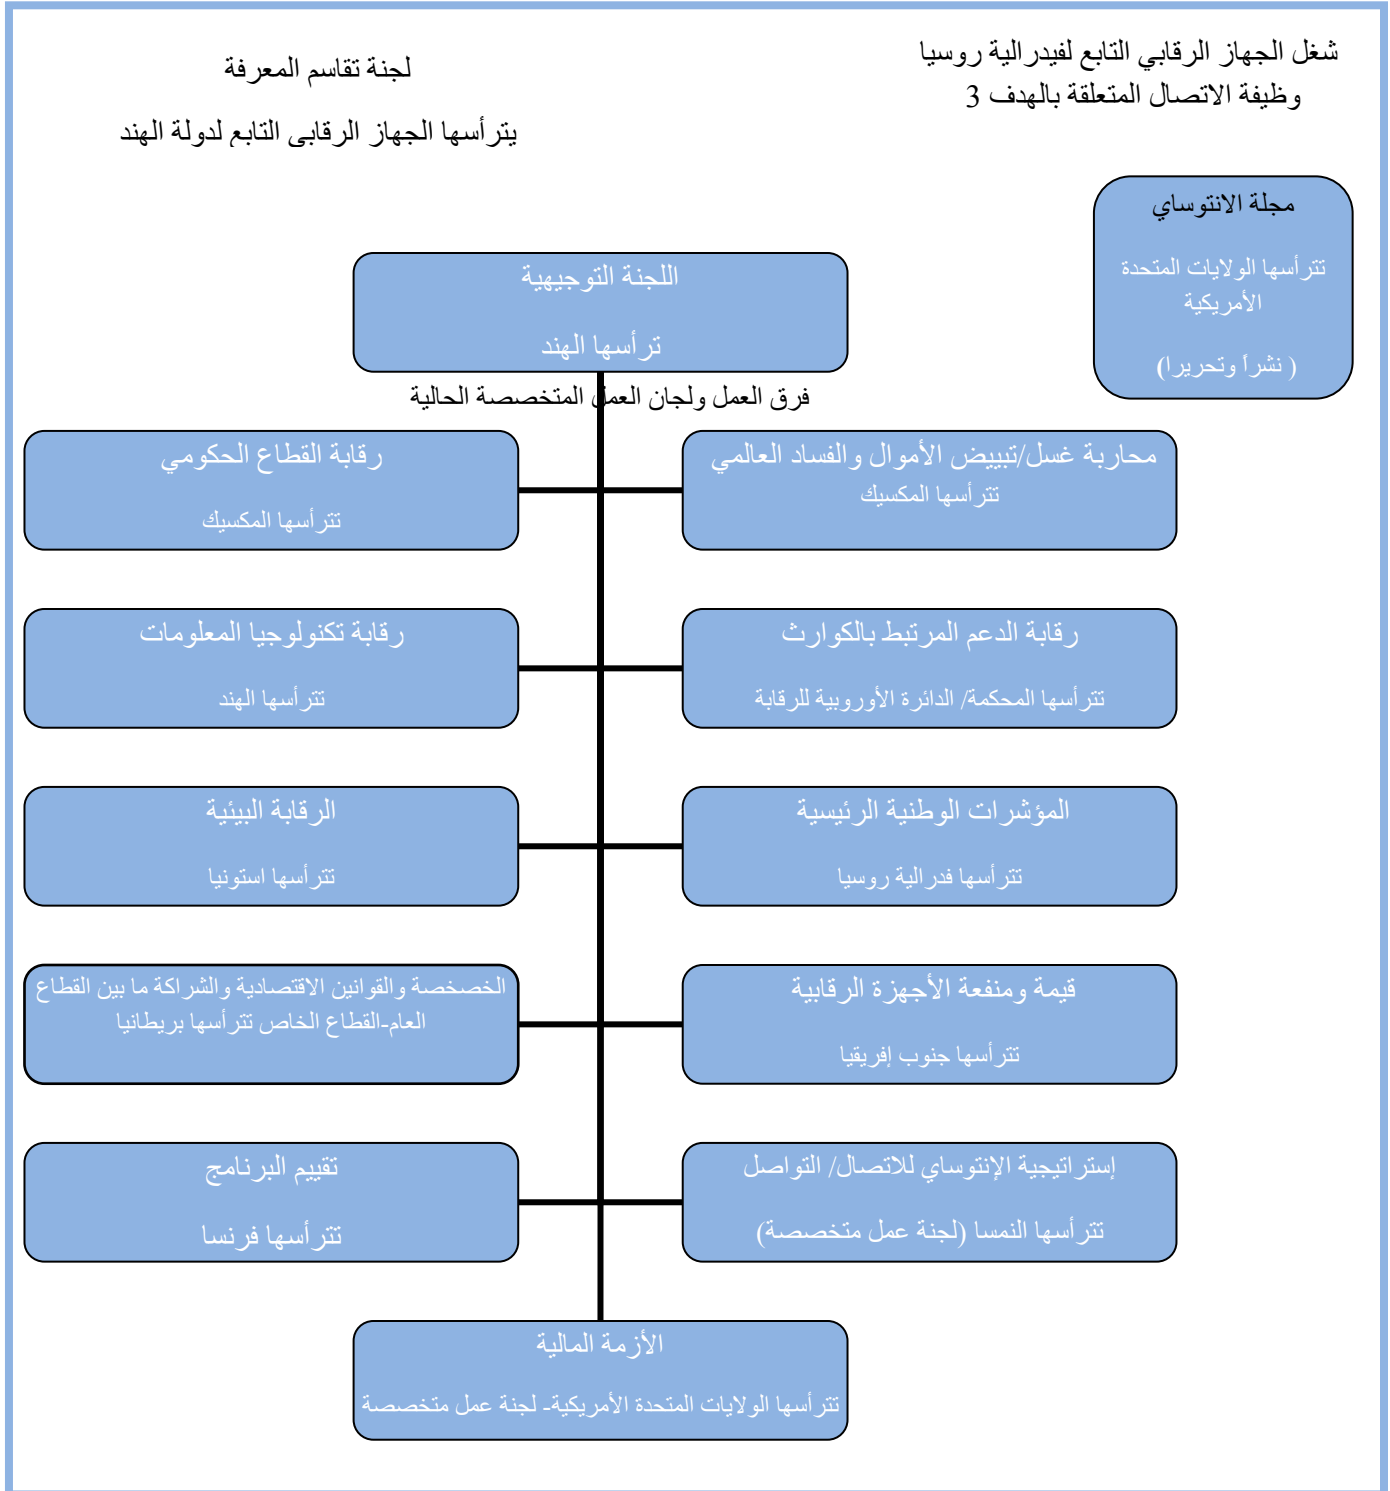 شغل الجهاز الرقابي التابع لفيدرالية روسيا
وظيفة الاتصال المتعلقة بالهدف 3
لجنة تقاسم المعرفة
يترأسها الجهاز الرقابي التابع لدولة الهند
مجلة الانتوساي
تترأسها الولايات المتحدة
الأمريكية
( نشراً وتحريرا)
اللجنة التوجيهية
ترأسها الهند
فرق العمل ولجان العمل المتخصصة الحالية
محاربة غسل/تبييض الأموال والفساد العالمي
تترأسها المكسيك
رقابة القطاع الحكومي
تترأسها المكسيك
رقابة الدعم المرتبط بالكوارث
تترأسها المحكمة/ الدائرة الأوروبية للرقابة
رقابة تكنولوجيا المعلومات
تترأسها الهند
المؤشرات الوطنية الرئيسية
تترأسها فدرالية روسيا
الرقابة البيئية
تترأسها استونيا
قيمة ومنفعة الأجهزة الرقابية
تترأسها جنوب إفريقيا
الخصخصة والقوانين الاقتصادية والشراكة ما بين القطاع
العام-القطاع الخاص تترأسها بريطانيا
إستراتيجية الإنتوساي للاتصال/ التواصل
تترأسها النمسا (لجنة عمل متخصصة)
تقييم البرنامج
تترأسها فرنسا
الأزمة المالية
تترأسها الولايات المتحدة الأمريكية- لجنة عمل متخصصة